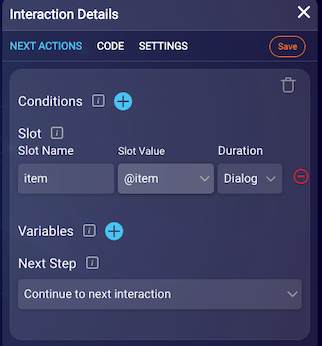 Interaction Details
NEXT ACTIONS CODE SETTINGS Save
Conditions
Slot
Slot Name Slot Value Duration
item @item Dialog
Variables
Next Step
Continue to next interaction